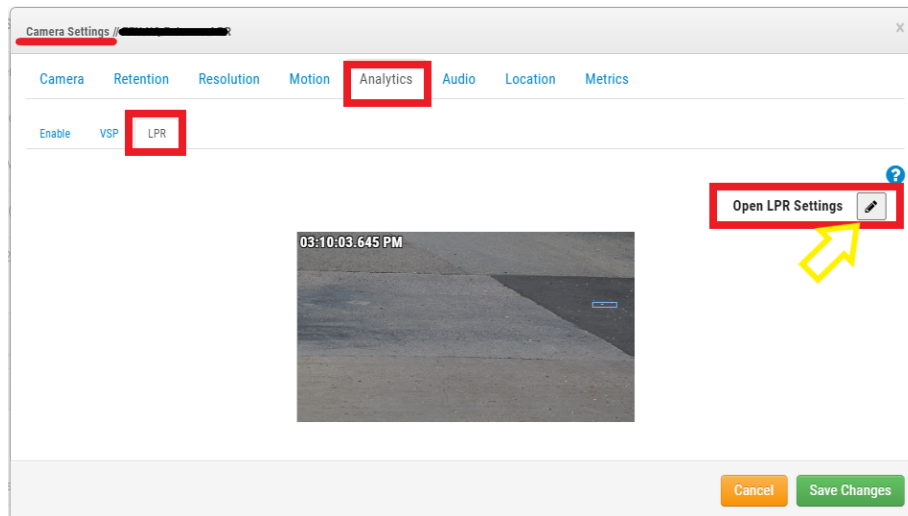 Camera Settings //
x
Camera Retention Resolution Motion Analytics Audio Location Metrics
Enable VSP LPR
?
Open LPR Settings
03:10:03.645 PM
Cancel Save Changes